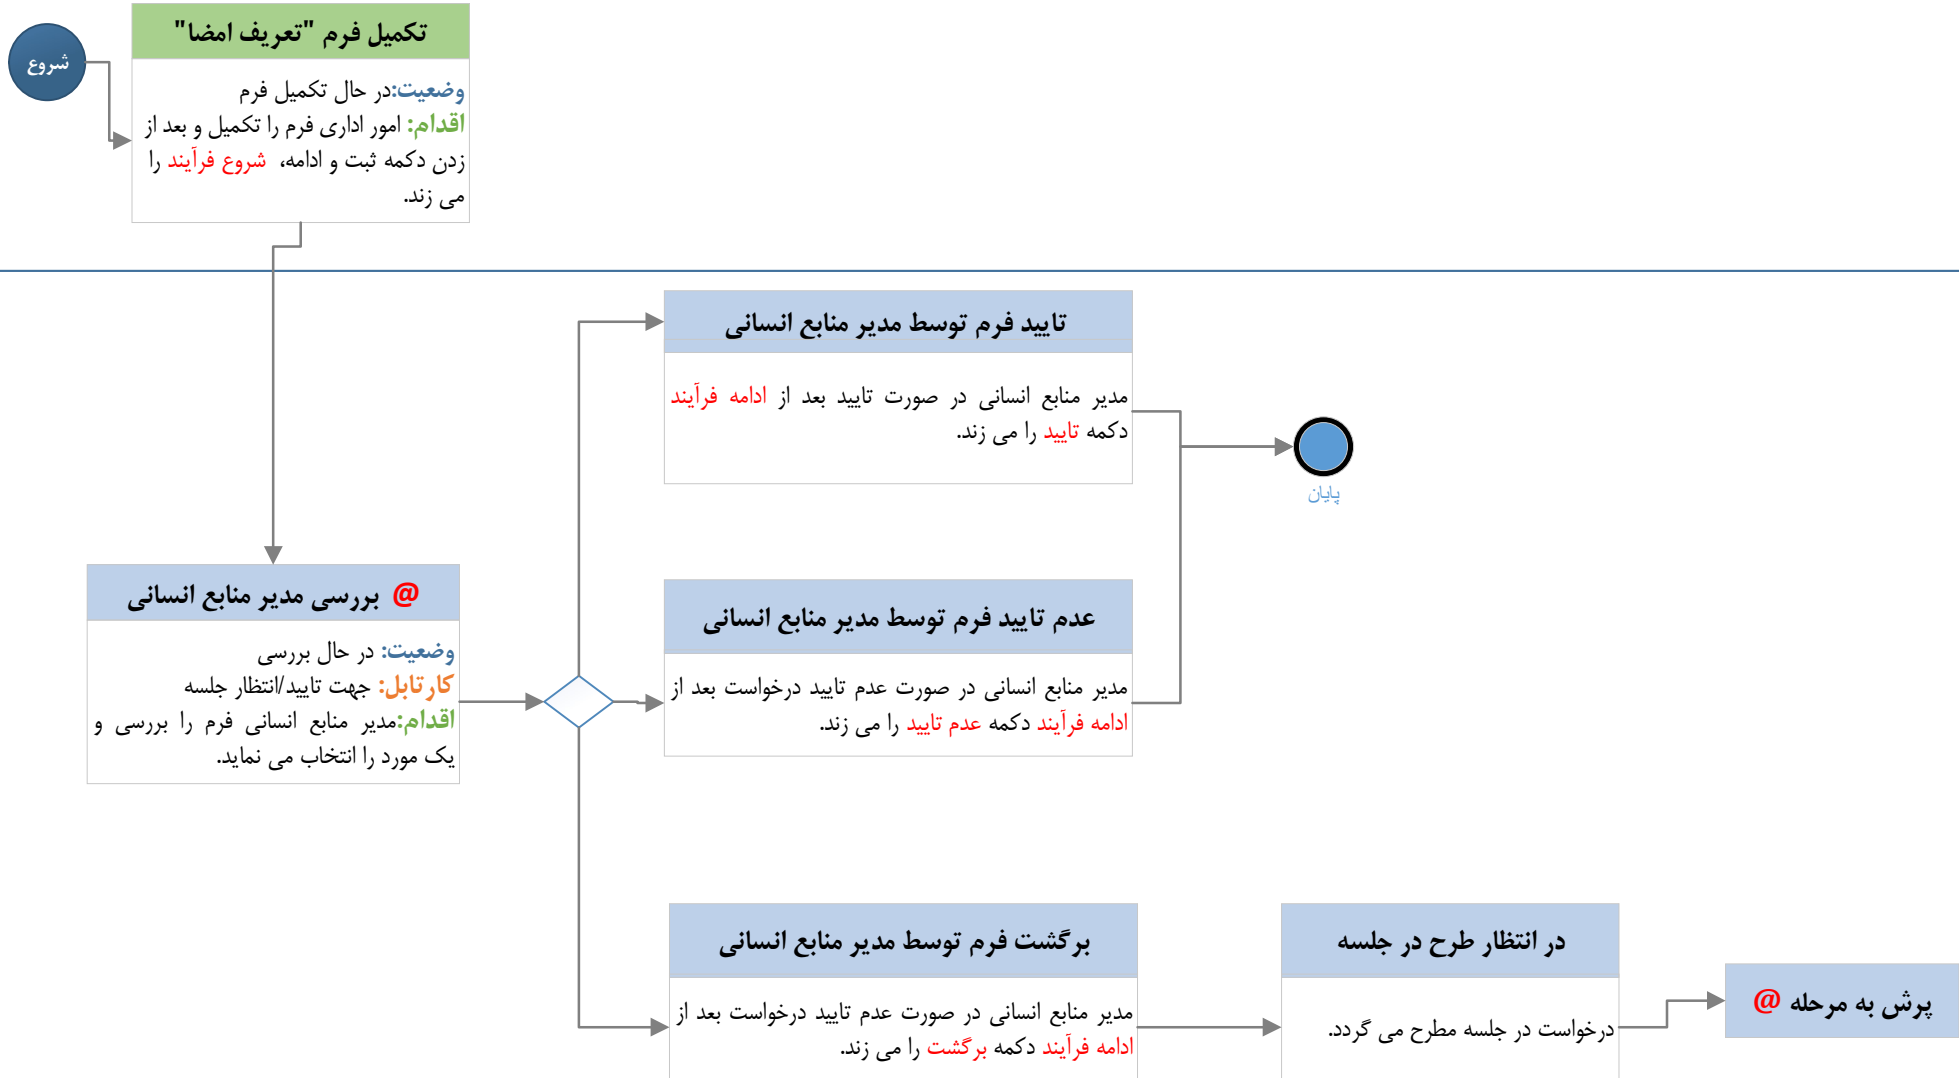 شروع
تکمیل فرم "تعریف امضا"
وضعیت:در حال تکمیل فرم
اقدام: امور اداری فرم را تکمیل و بعد از
زدن دکمه ثبت و ادامه، شروع فرآیند را
می زند.
تایید فرم توسط مدیر منابع انسانی
مدیر منابع انسانی در صورت تایید بعد از ادامه فرآیند
دکمه تایید را می زند.
پایان
@ بررسی مدیر منابع انسانی
وضعیت: در حال بررسی
کارتابل: جهت تایید/انتظار جلسه
اقدام:مدیر منابع انسانی فرم را بررسی و
یک مورد را انتخاب می نماید.
عدم تایید فرم توسط مدیر منابع انسانی
مدیر منابع انسانی در صورت عدم تایید درخواست بعد از
ادامه فرآیند دکمه عدم تایید را می زند.
برگشت فرم توسط مدیر منابع انسانی
مدیر منابع انسانی در صورت عدم تایید درخواست بعد از
ادامه فرآیند دکمه برگشت را می زند.
در انتظار طرح در جلسه
درخواست در جلسه مطرح می گردد.
پرش به مرحله @